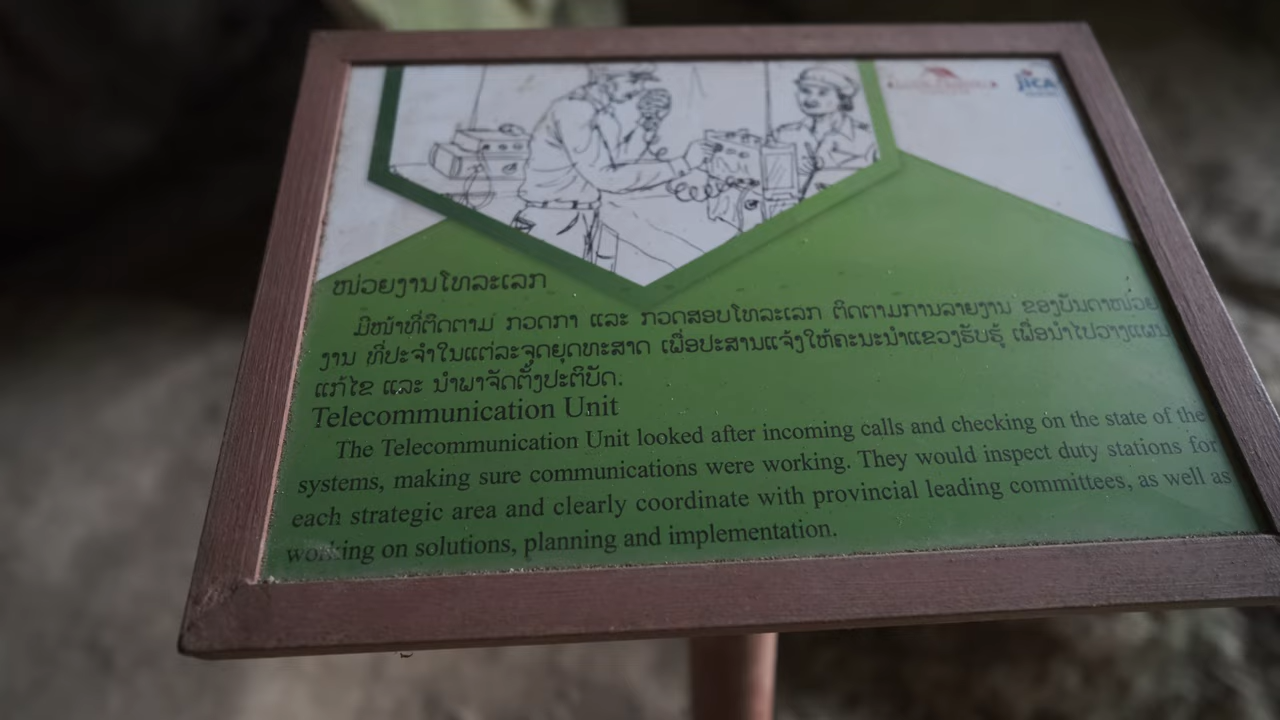 JICA
ໜ່ວຍງານໂທລະເລກ
ມີໜ້າທີ່ຕິດຕາມ ກວດກາ ແລະ ກວດສອບໂທລະເລກ ຕິດຕາມການລາຍງານ ຂອງບັນດາໜ່ວຍ
ງານ ທີ່ປະຈຳໃນແຕ່ລະຈຸດຍຸດທະສາດ ເພື່ອປະສານແຈ້ງໃຫ້ຄະນະນຳແຂວງຮັບຮູ້ ເພື່ອນຳໄປວາງແຜນ
ແກ້ໄຂ ແລະ ນຳພາຈັດຕັ້ງປະຕິບັດ.
Telecommunication Unit
The Telecommunication Unit looked after incoming calls and checking on the state of the
systems, making sure communications were working. They would inspect duty stations for
each strategic area and clearly coordinate with provincial leading committees, as well as
working on solutions, planning and implementation.